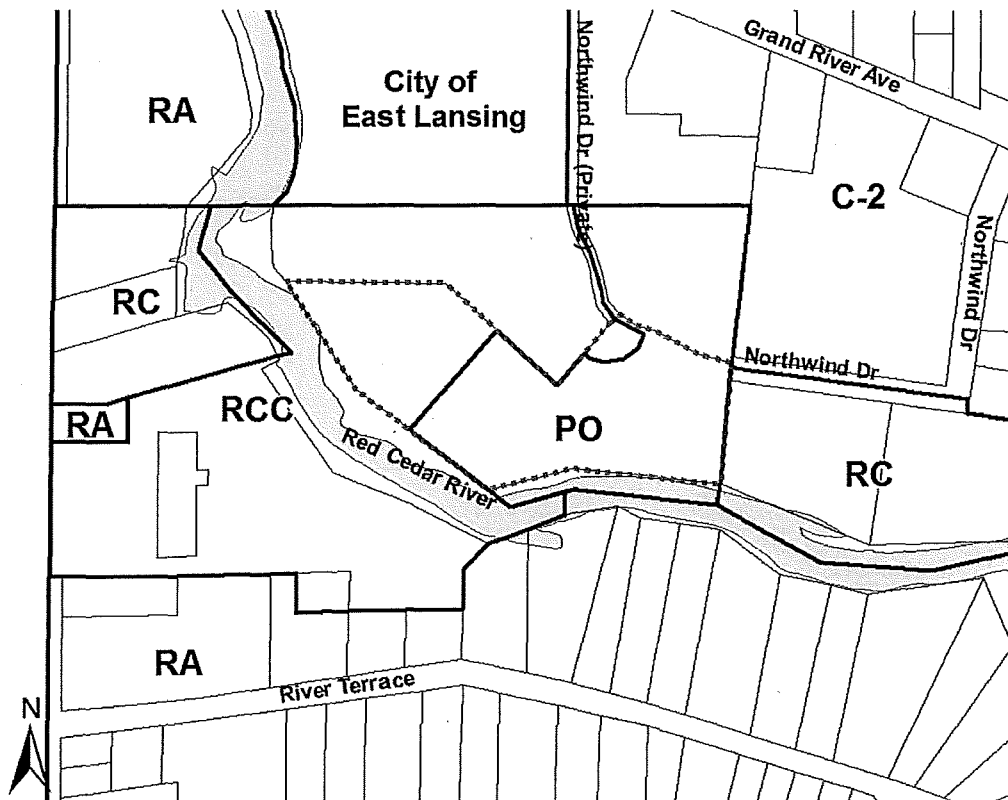 Grand River Ave
City of
East Lansing
RA
Northwind Dr (Private)
C-2
Northwind Dr
RC
Northwind Dr
RCC
RA
PO
Red Cedar River
RC
RA
River Terrace
N